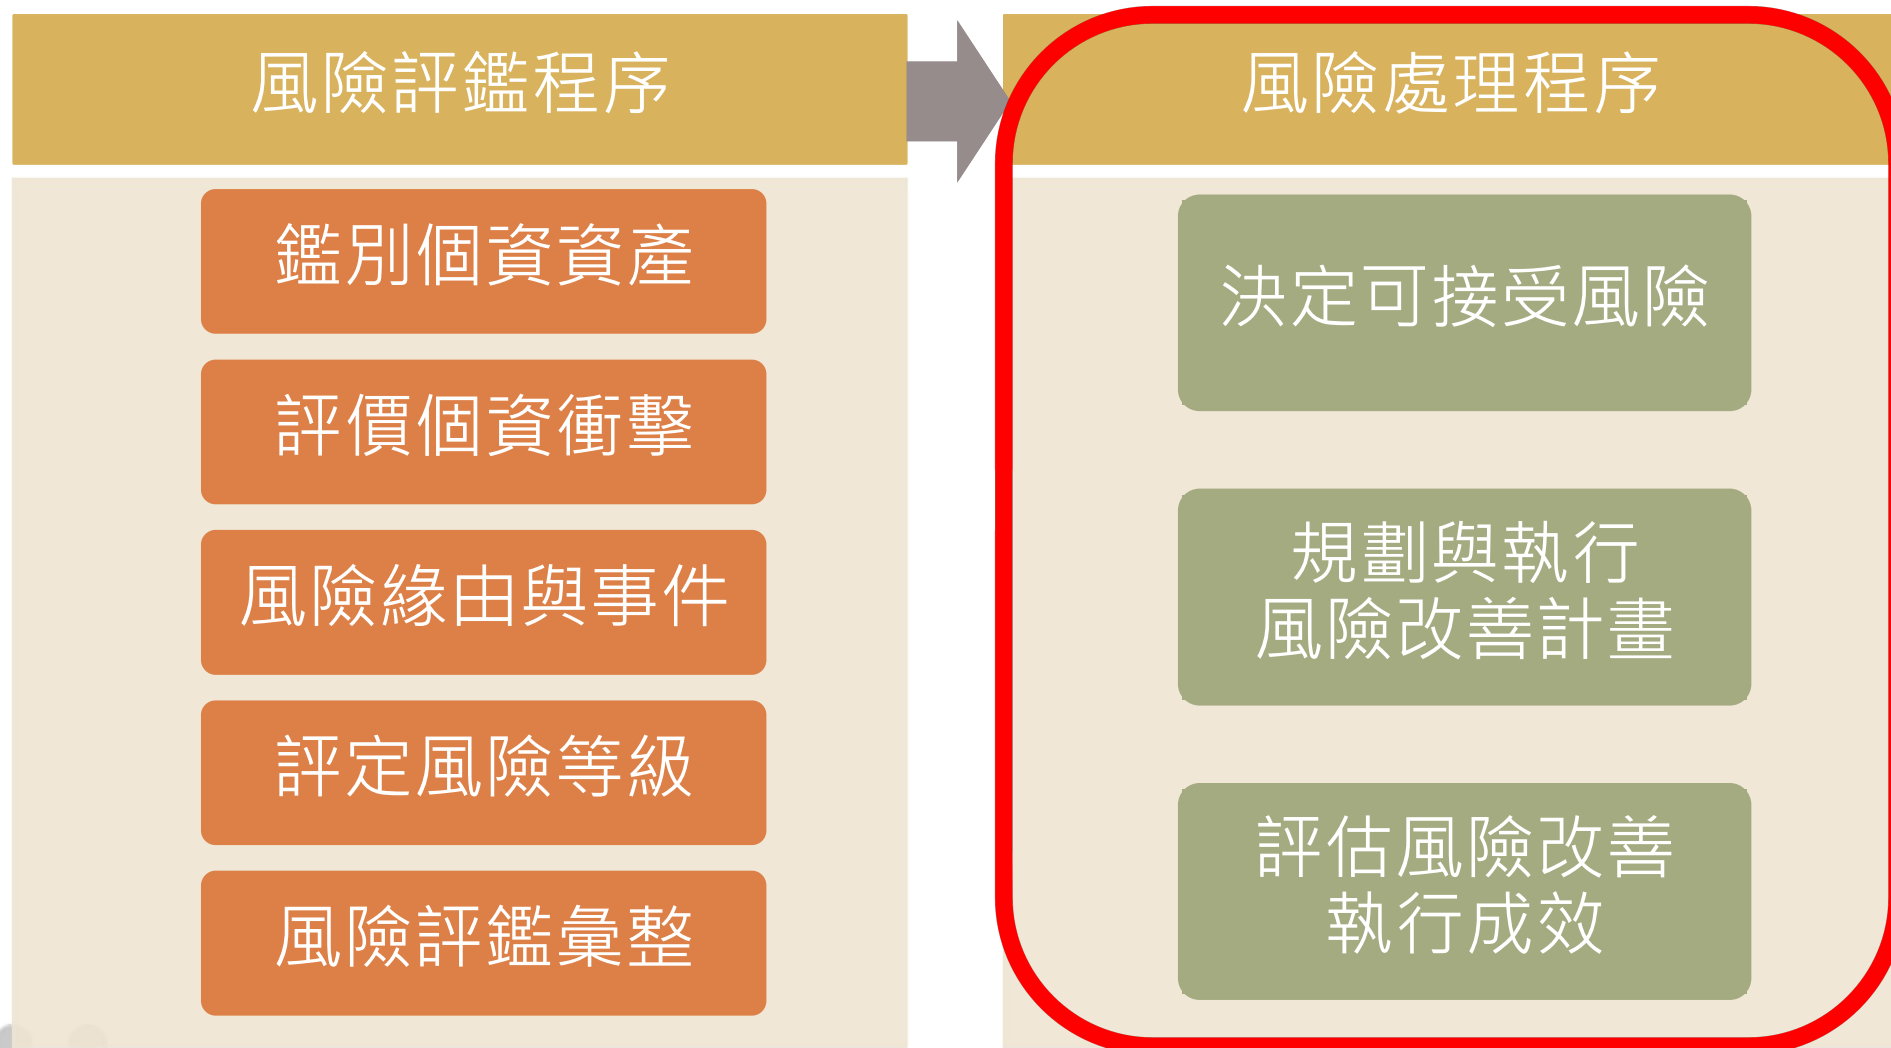 風險評鑑程序
鑑別個資資產
評價個資衝擊
風險緣由與事件
評定風險等級
風險評鑑彙整
風險處理程序
決定可接受風險
規劃與執行
風險改善計畫
評估風險改善
執行成效